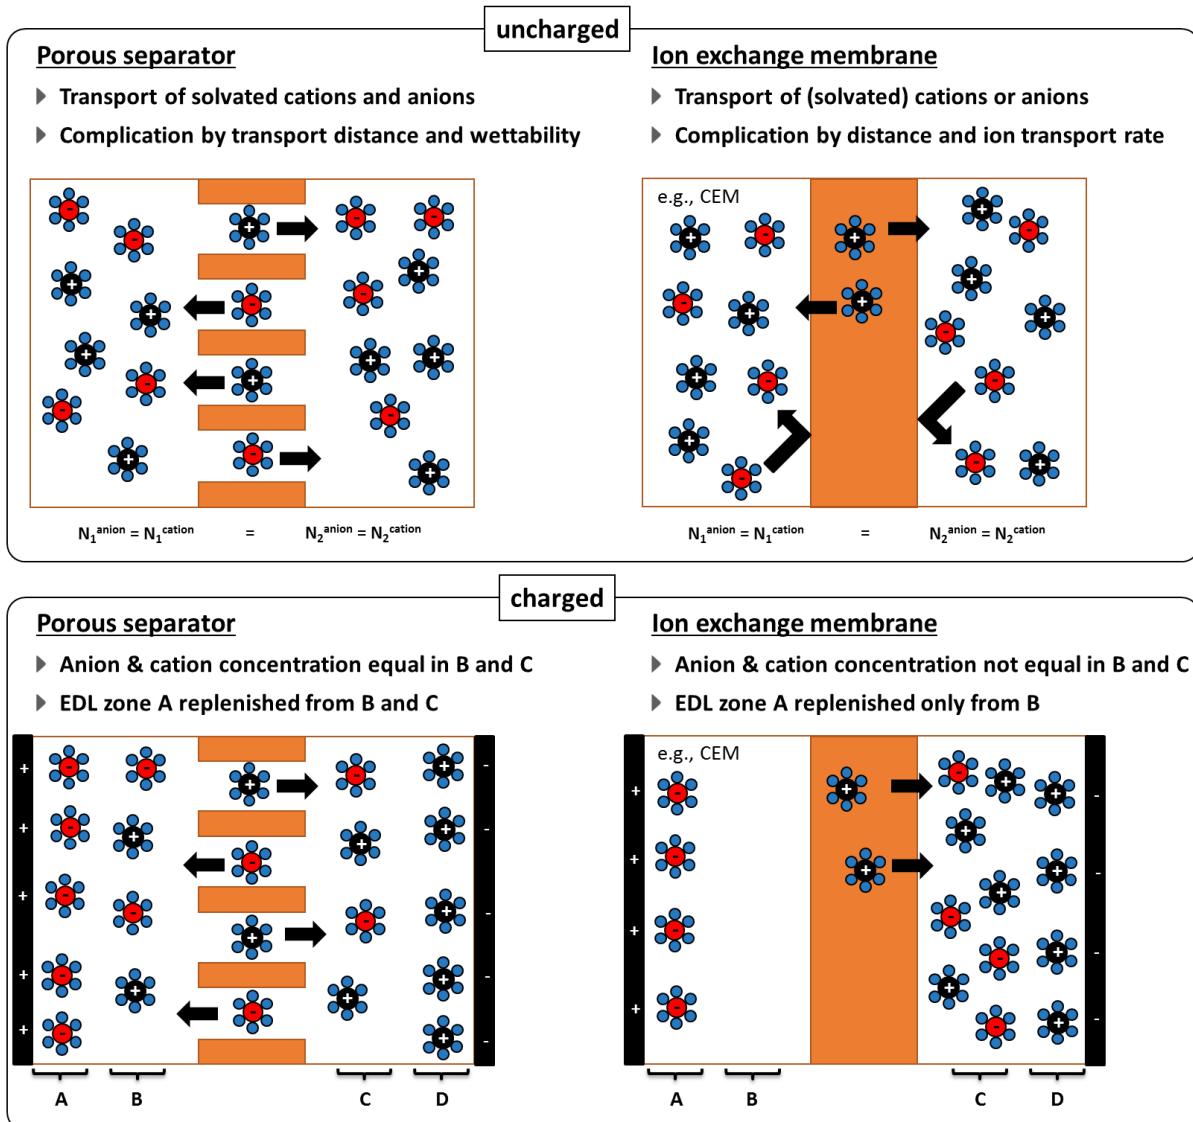 uncharged
Porous separator
Transport of solvated cations and anions
Complication by transport distance and wettability
Ion exchange membrane
Transport of (solvated) cations or anions
Complication by distance and ion transport rate
e.g., CEM
N₁ᵃⁿⁱᵒⁿ = N₁ᶜᵃᵗⁱᵒⁿ = N₂ᵃⁿⁱᵒⁿ = N₂ᶜᵃᵗⁱᵒⁿ
N₁ᵃⁿⁱᵒⁿ = N₁ᶜᵃᵗⁱᵒⁿ = N₂ᵃⁿⁱᵒⁿ = N₂ᶜᵃᵗⁱᵒⁿ
charged
Porous separator
Anion & cation concentration equal in B and C
EDL zone A replenished from B and C
A B C D
Ion exchange membrane
Anion & cation concentration not equal in B and C
EDL zone A replenished only from B
e.g., CEM
A B C D